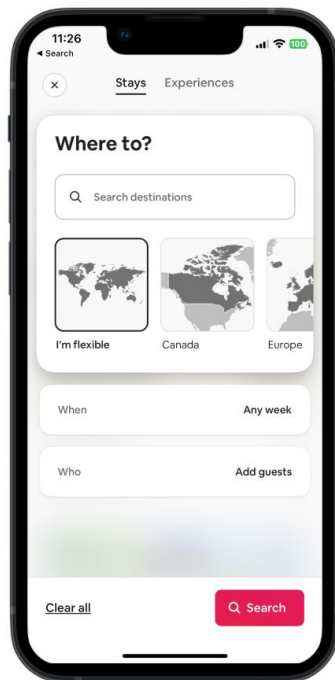 11:26
100
Search
Stays Experiences
Where to?
Search destinations
I'm flexible
Canada
Europe
When Any week
Who Add guests
Clear all
Search